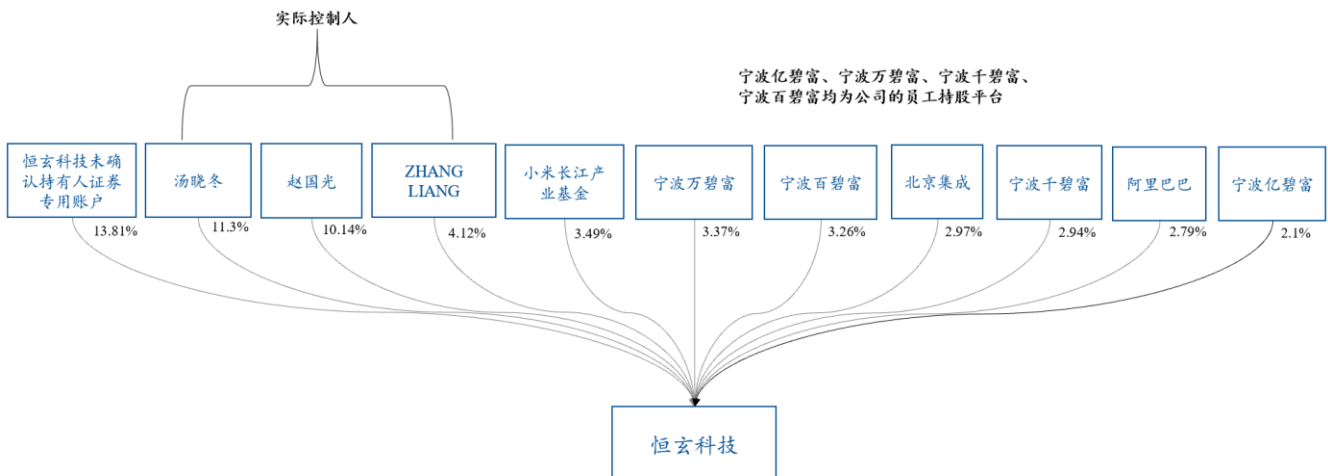 实际控制人
宁波亿碧富、宁波万碧富、宁波千碧富、
宁波百碧富均为公司的员工持股平台
恒玄科技未确
认持有人证券
专用账户
汤晓冬
赵国光
ZHANG
LIANG
小米长江产
业基金
宁波万碧富
宁波百碧富
北京集成
宁波千碧富
阿里巴巴
宁波亿碧富
13.81%
11.3%
10.14%
4.12%
3.49%
3.37%
3.26%
2.97%
2.94%
2.79%
2.1%
恒玄科技